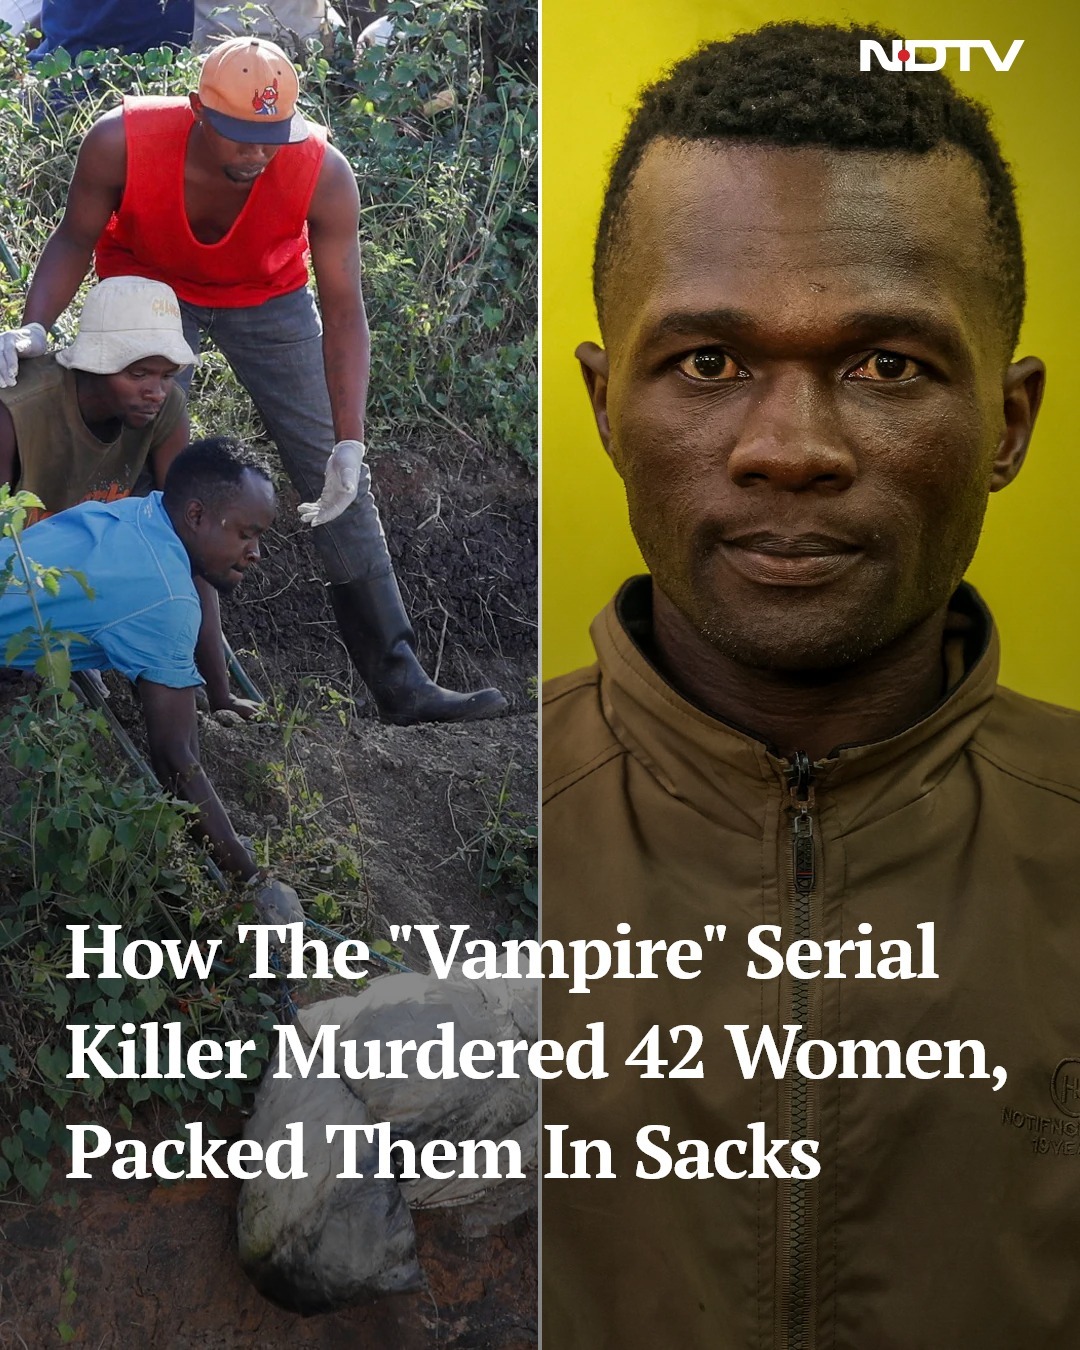 NDTV
How The "Vampire" Serial
Killer Murdered 42 Women,
Packed Them In Sacks